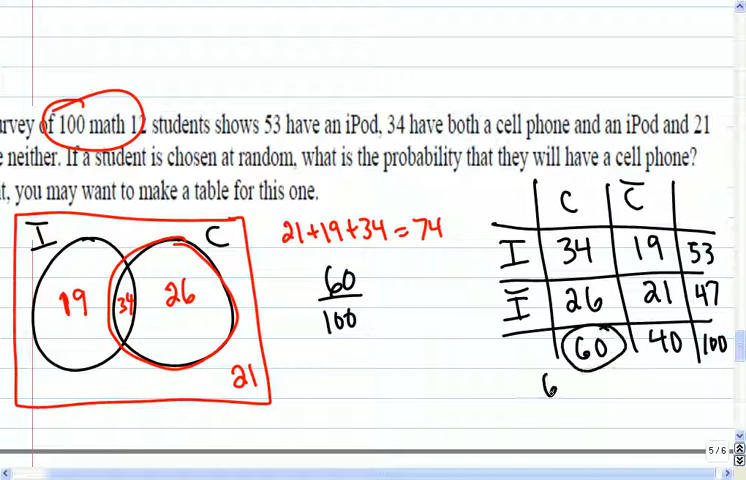 urvey of 100 math 12 students shows 53 have an iPod, 34 have both a cell phone and an iPod and 21
e neither. If a student is chosen at random, what is the probability that they will have a cell phone?
t, you may want to make a table for this one.
I C
19 34 26
21
21+19+34=74
60
100
C C̅
I 34 19 53
I̅ 26 21 47
60 40 100
6
5 / 6